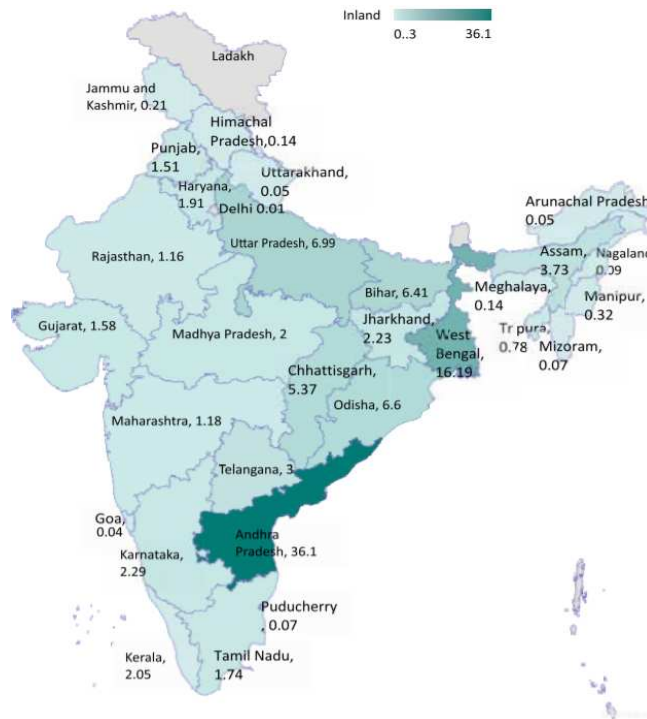 Inland
0..3 36.1
Ladakh
Jammu and
Kashmir, 0.21
Himachal
Pradesh,0.14
Punjab,
1.51
Uttarakhand,
0.05
Haryana,
1.91
Delhi 0.01
Arunachal Pradesh
0.05
Rajasthan, 1.16
Uttar Pradesh, 6.99
Assam,
3.73
Nagaland
0.09
Bihar, 6.41
Meghalaya,
0.14
Manipur,
0.32
Gujarat, 1.58
Madhya Pradesh, 2
Jharkhand,
2.23
West
Bengal,
16.19
Tr pura,
0.78
Mizoram,
0.07
Chhattisgarh,
5.37
Odisha, 6.6
Maharashtra, 1.18
Telangana, 3
Goa,
0.04
Andhra
Pradesh, 36.1
Karnataka,
2.29
Puducherry
, 0.07
Kerala,
2.05
Tamil Nadu,
1.74